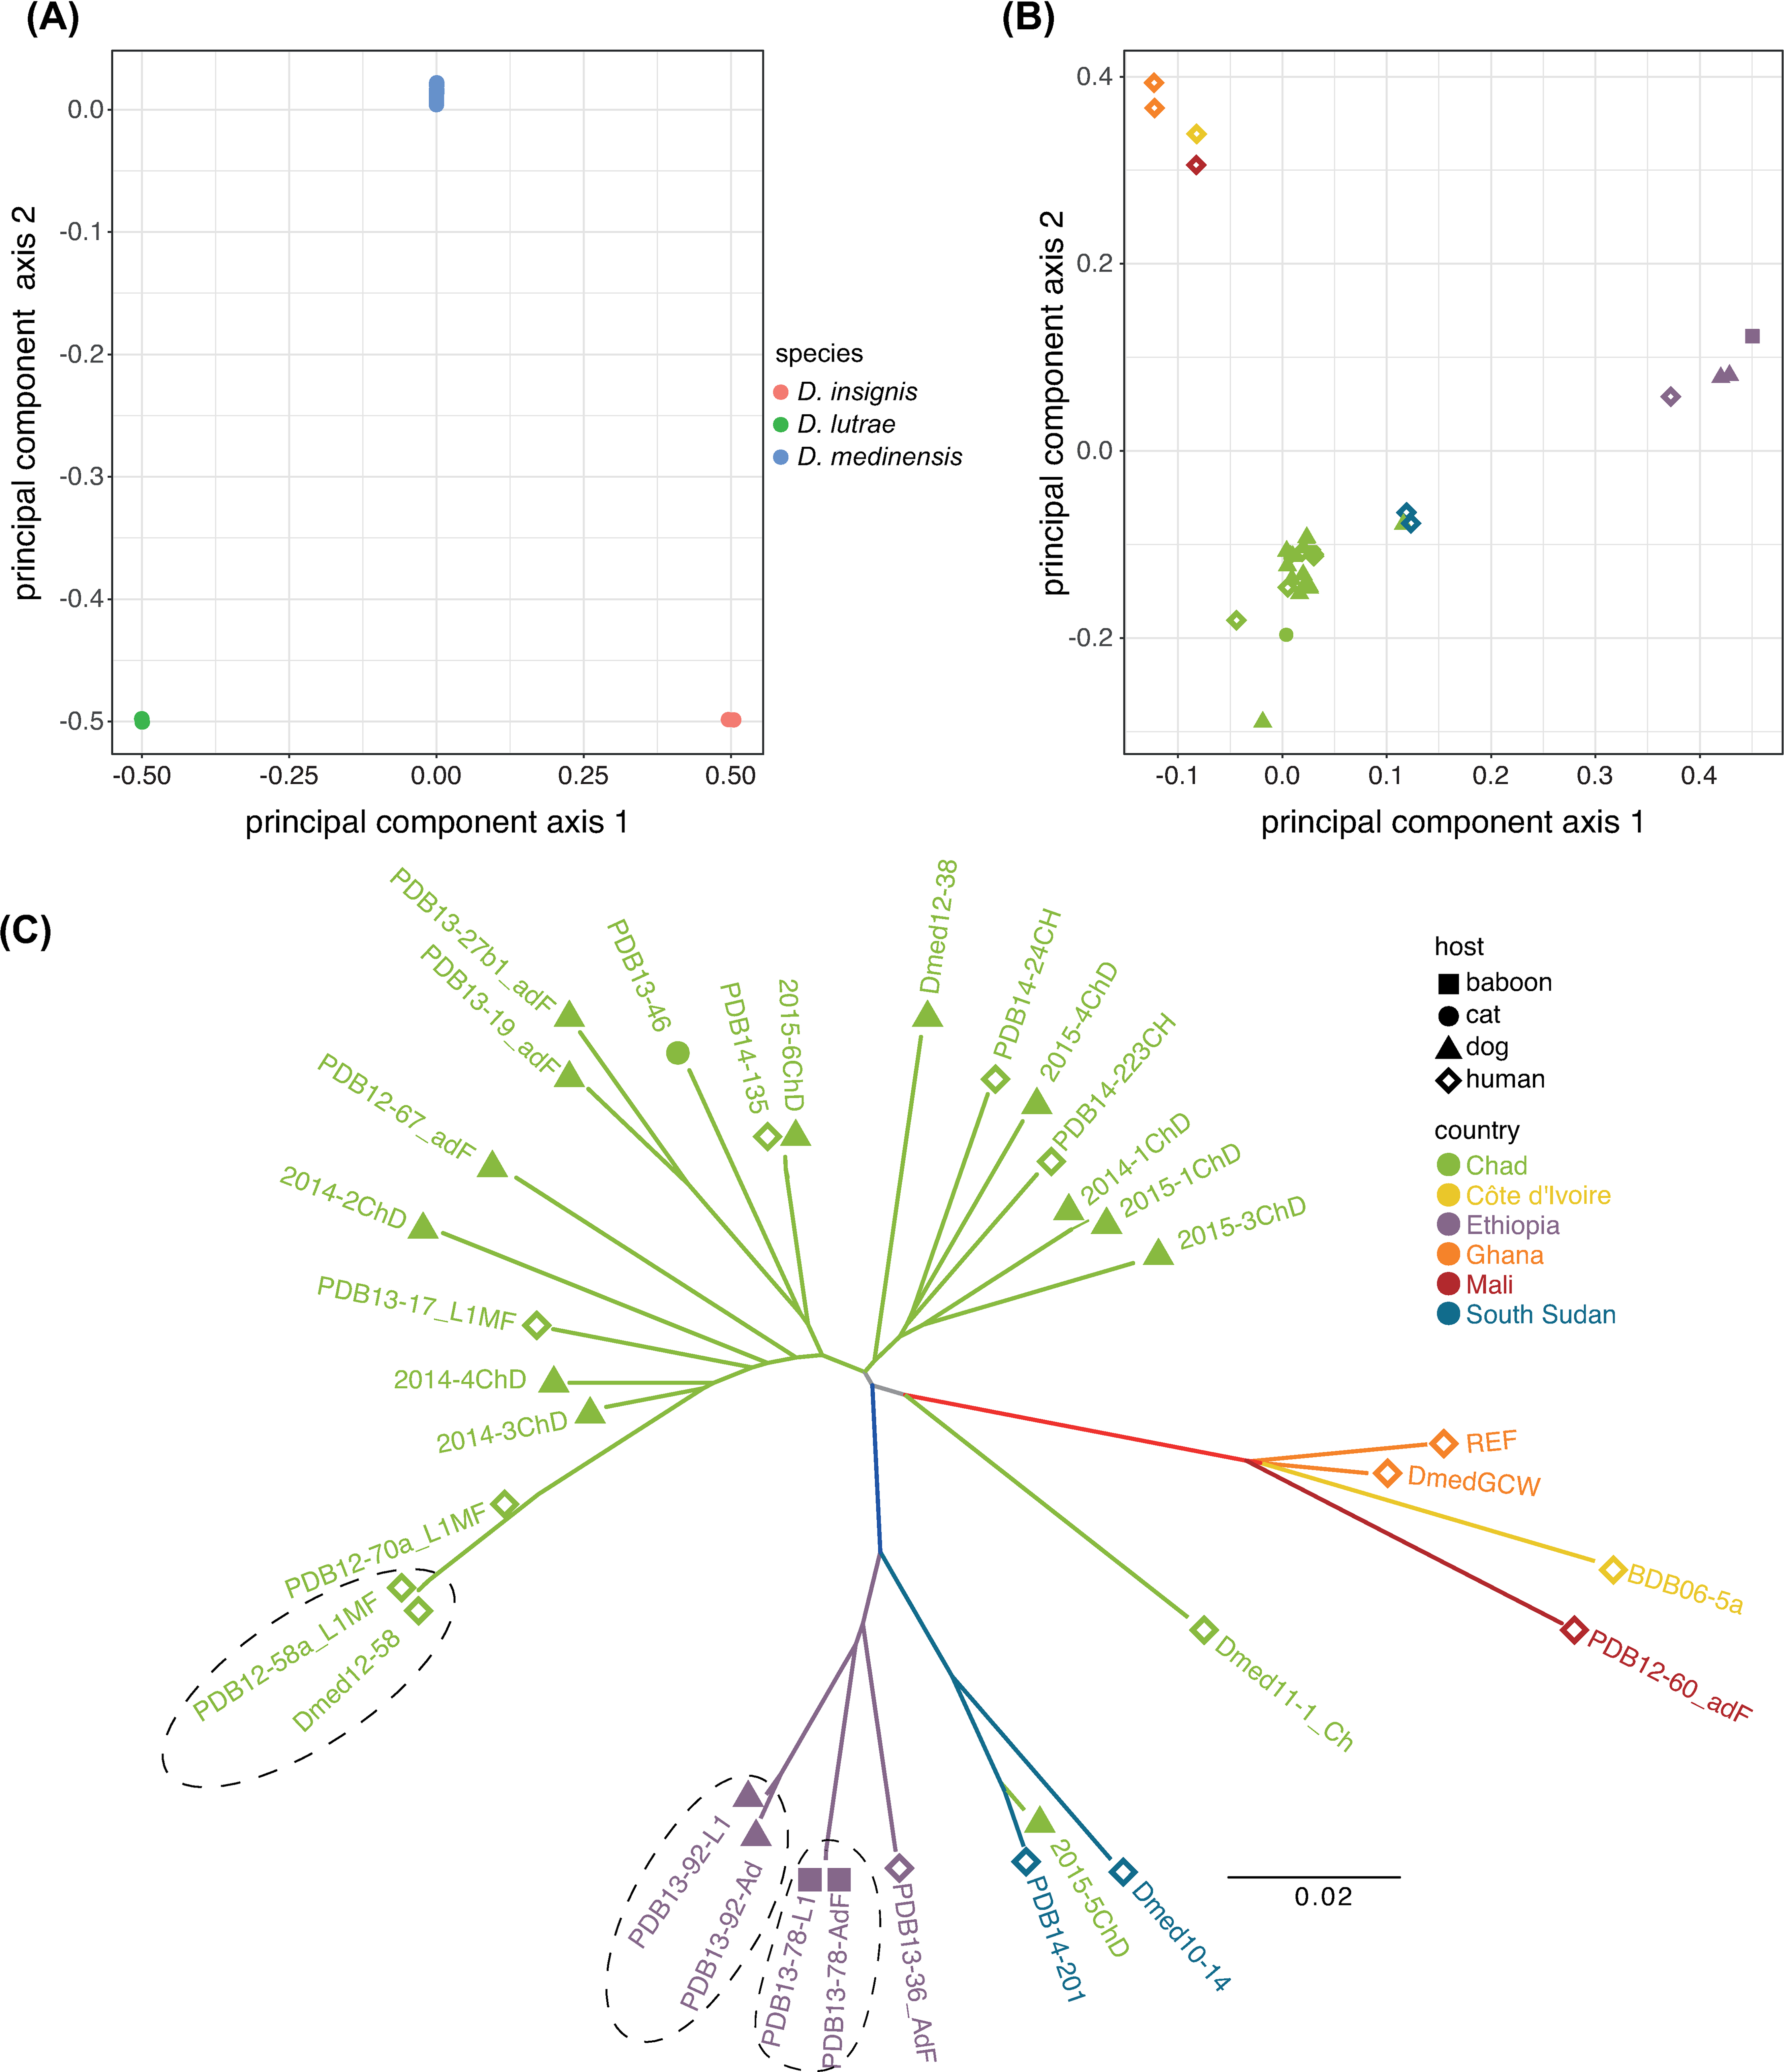 (A)
0.0
-0.1
-0.2
-0.3
-0.4
-0.5
-0.50
-0.25
0.00
0.25
0.50
principal component axis 2
principal component axis 1
species
D. insignis
D. lutrae
D. medinensis
(B)
0.4
0.2
0.0
-0.2
-0.1
0.0
0.1
0.2
0.3
0.4
principal component axis 2
principal component axis 1
(C)
PDB13-27b1_adF
PDB13-19_adF
PDB13-46
PDB14-135
2015-6ChD
Dmed12-38
PDB14-24CH
2015-4ChD
PDB14-223CH
2014-1ChD
2015-1ChD
2015-3ChD
PDB12-67_adF
2014-2ChD
PDB13-17_L1MF
2014-4ChD
2014-3ChD
PDB12-70a_L1MF
PDB12-58a_L1MF
Dmed12-58
REF
DmedGCW
BDB06-5a
PDB12-60_adF
Dmed11-1_Ch
PDB13-92-L1
PDB13-92-Ad
PDB13-78-L1
PDB13-78-AdF
PDB13-36_AdF
PDB14-201
2015-5ChD
Dmed10-14
host
baboon
cat
dog
human
country
Chad
Côte d'Ivoire
Ethiopia
Ghana
Mali
South Sudan
0.02